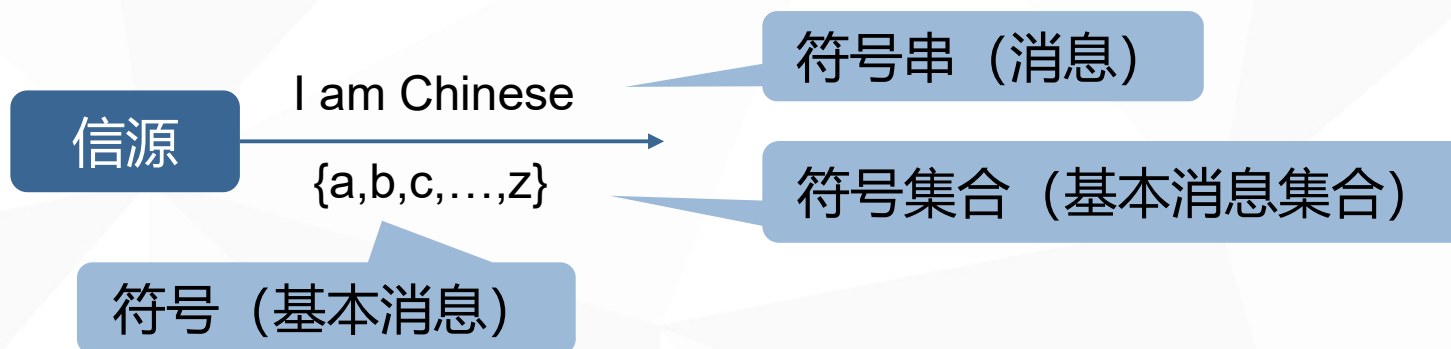 符号串（消息）
I am Chinese
信源
{a,b,c,…,z}
符号集合（基本消息集合）
符号（基本消息）